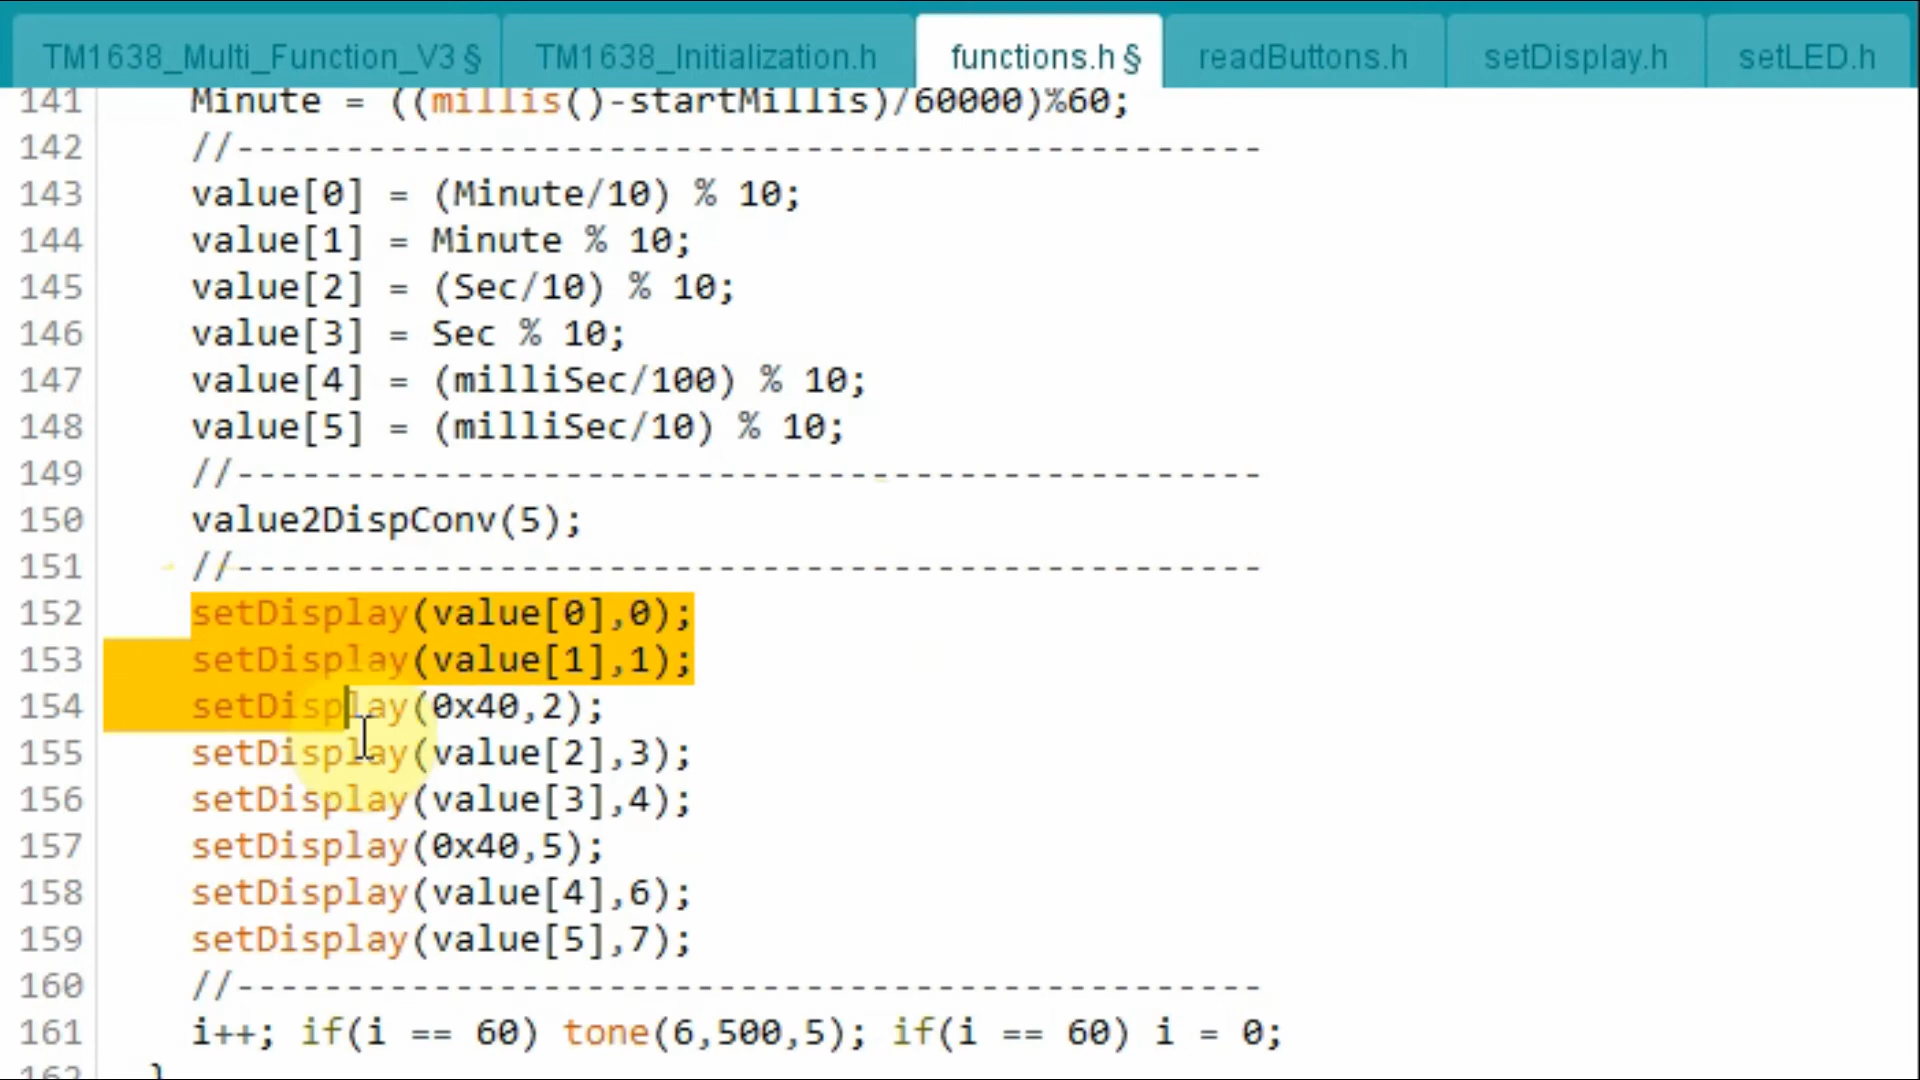 TM1638_Multi_Function_V3 § TM1638_Initialization.h functions.h § readButtons.h setDisplay.h setLED.h
141 Minute = ((millis()-startMillis)/60000)%60;
142 //-----------------------------------------------
143 value[0] = (Minute/10) % 10;
144 value[1] = Minute % 10;
145 value[2] = (Sec/10) % 10;
146 value[3] = Sec % 10;
147 value[4] = (milliSec/100) % 10;
148 value[5] = (milliSec/10) % 10;
149 //-----------------------------------------------
150 value2DispConv(5);
151 //-----------------------------------------------
152 setDisplay(value[0],0);
153 setDisplay(value[1],1);
154 setDisplay(0x40,2);
155 setDisplay(value[2],3);
156 setDisplay(value[3],4);
157 setDisplay(0x40,5);
158 setDisplay(value[4],6);
159 setDisplay(value[5],7);
160 //-----------------------------------------------
161 i++; if(i == 60) tone(6,500,5); if(i == 60) i = 0;
162 }